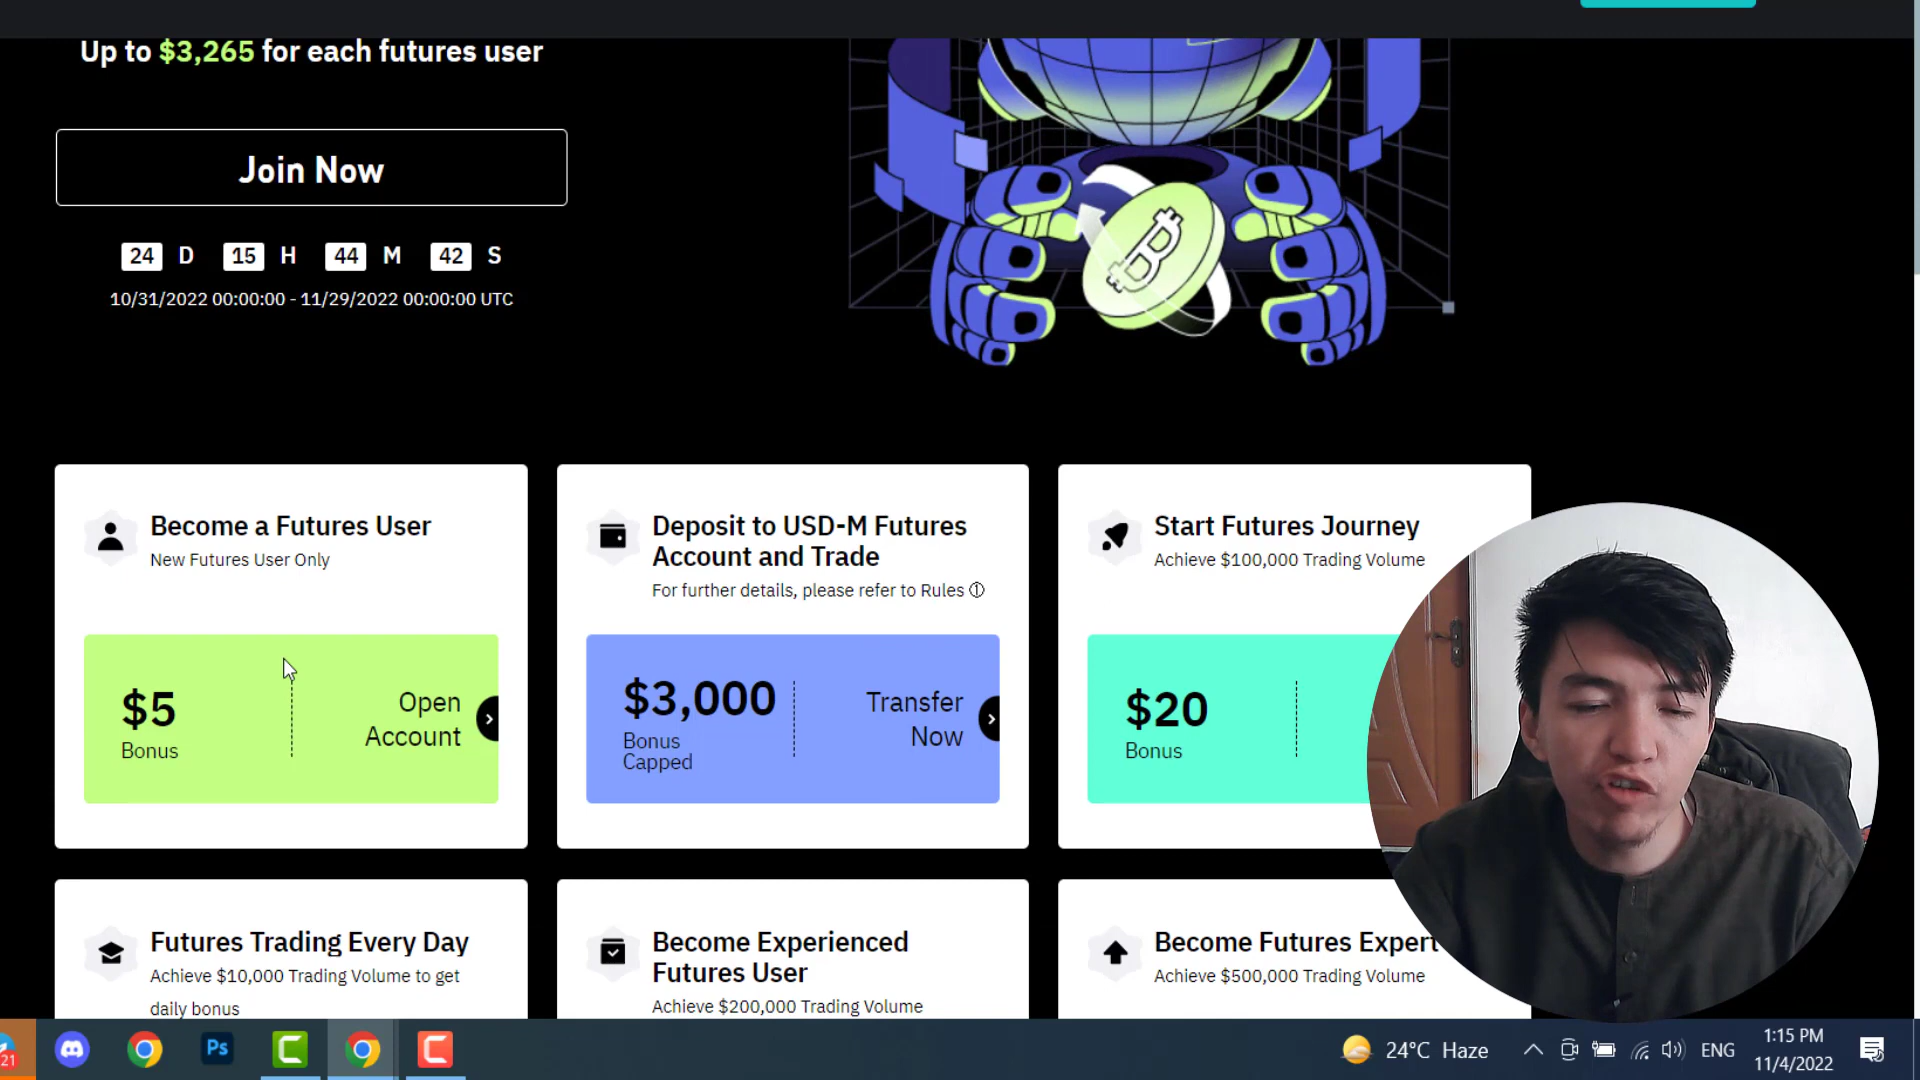 Up to $3,265 for each futures user
Join Now
24 D 15 H 44 M 42 S
10/31/2022 00:00:00 - 11/29/2022 00:00:00 UTC
Become a Futures User
New Futures User Only
$5
Bonus
Open
Account
Deposit to USD-M Futures
Account and Trade
For further details, please refer to Rules ①
$3,000
Bonus
Capped
Transfer
Now
Start Futures Journey
Achieve $100,000 Trading Volume
$20
Bonus
Futures Trading Every Day
Achieve $10,000 Trading Volume to get
daily bonus
Become Experienced
Futures User
Achieve $200,000 Trading Volume
Become Futures Expert
Achieve $500,000 Trading Volume
21
Ps
24°C Haze
ENG
1:15 PM
11/4/2022